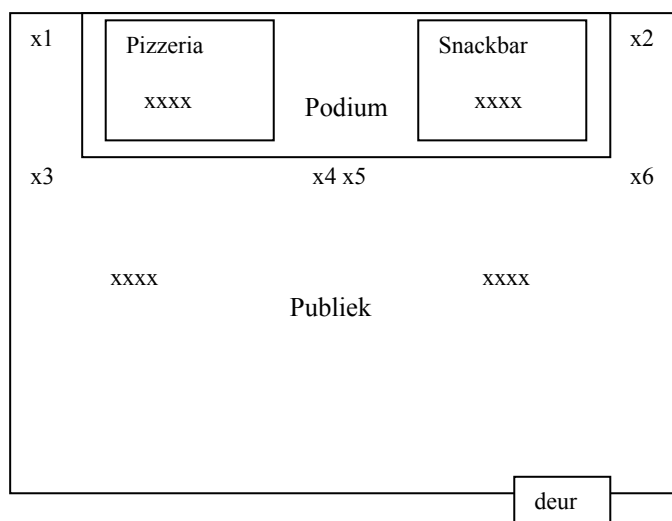 x1 Pizzeria Snackbar x2
xxxx Podium xxxx
x3 x4 x5 x6
xxxx xxxx
Publiek
deur